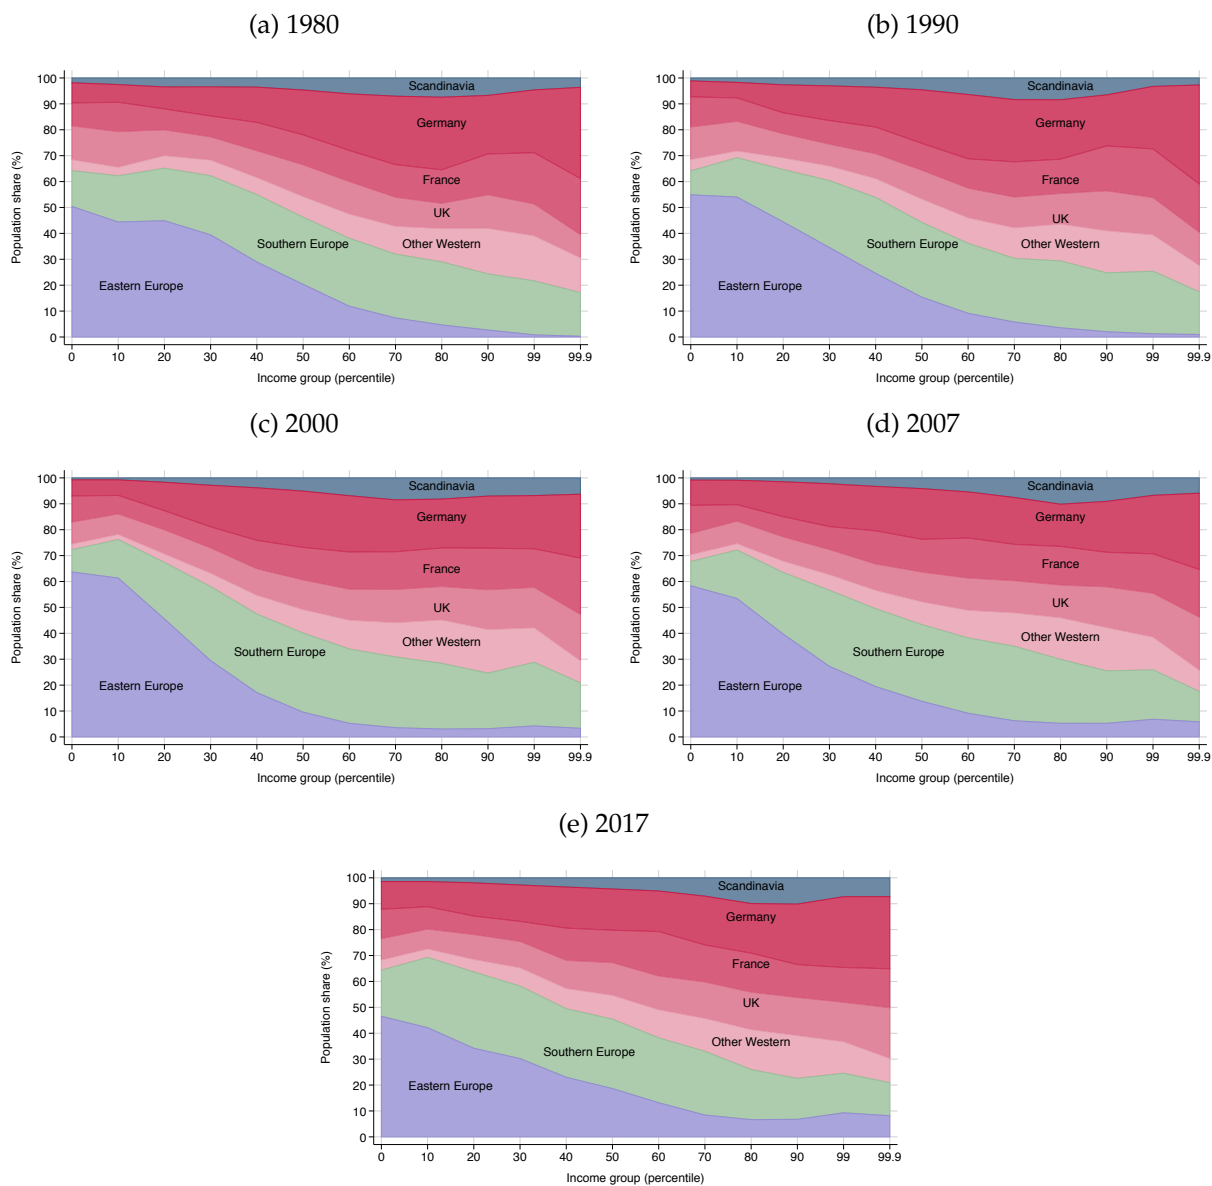 (a) 1980
Population share (%)
100
90
80
70
60
50
40
30
20
10
0
Scandinavia
Germany
France
UK
Other Western
Southern Europe
Eastern Europe
0 10 20 30 40 50 60 70 80 90 99 99.9
Income group (percentile)
(b) 1990
Population share (%)
100
90
80
70
60
50
40
30
20
10
0
Scandinavia
Germany
France
UK
Other Western
Southern Europe
Eastern Europe
0 10 20 30 40 50 60 70 80 90 99 99.9
Income group (percentile)
(c) 2000
Population share (%)
100
90
80
70
60
50
40
30
20
10
0
Scandinavia
Germany
France
UK
Other Western
Southern Europe
Eastern Europe
0 10 20 30 40 50 60 70 80 90 99 99.9
Income group (percentile)
(d) 2007
Population share (%)
100
90
80
70
60
50
40
30
20
10
0
Scandinavia
Germany
France
UK
Other Western
Southern Europe
Eastern Europe
0 10 20 30 40 50 60 70 80 90 99 99.9
Income group (percentile)
(e) 2017
Population share (%)
100
90
80
70
60
50
40
30
20
10
0
Scandinavia
Germany
France
UK
Other Western
Southern Europe
Eastern Europe
0 10 20 30 40 50 60 70 80 90 99 99.9
Income group (percentile)